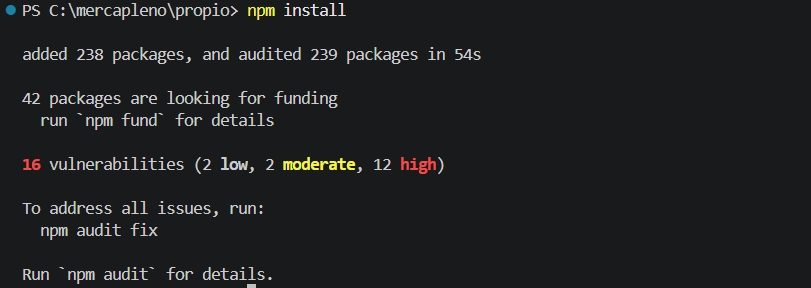 PS C:\mercapleno\propio> npm install
added 238 packages, and audited 239 packages in 54s
42 packages are looking for funding
run `npm fund` for details
16 vulnerabilities (2 low, 2 moderate, 12 high)
To address all issues, run:
npm audit fix
Run `npm audit` for details.